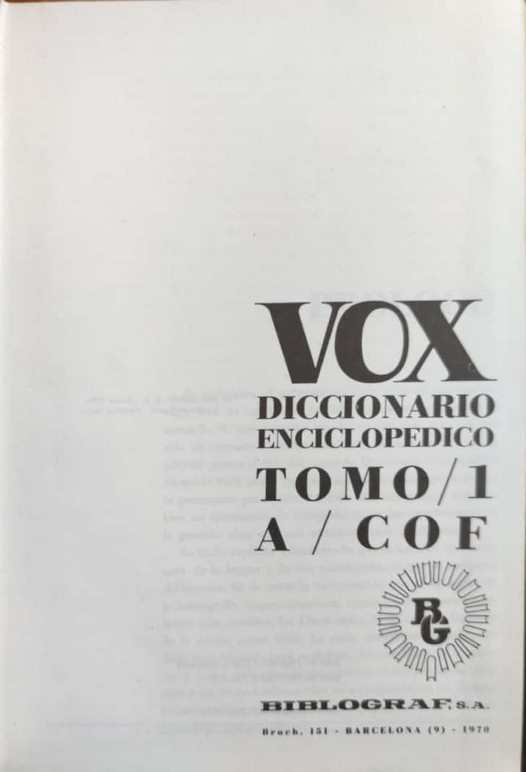 VOX
DICCIONARIO
ENCICLOPEDICO
TOMO/1
A/COF
BG
BIBLOGRAF, S.A.
Bruch, 151 - BARCELONA (9) - 1970